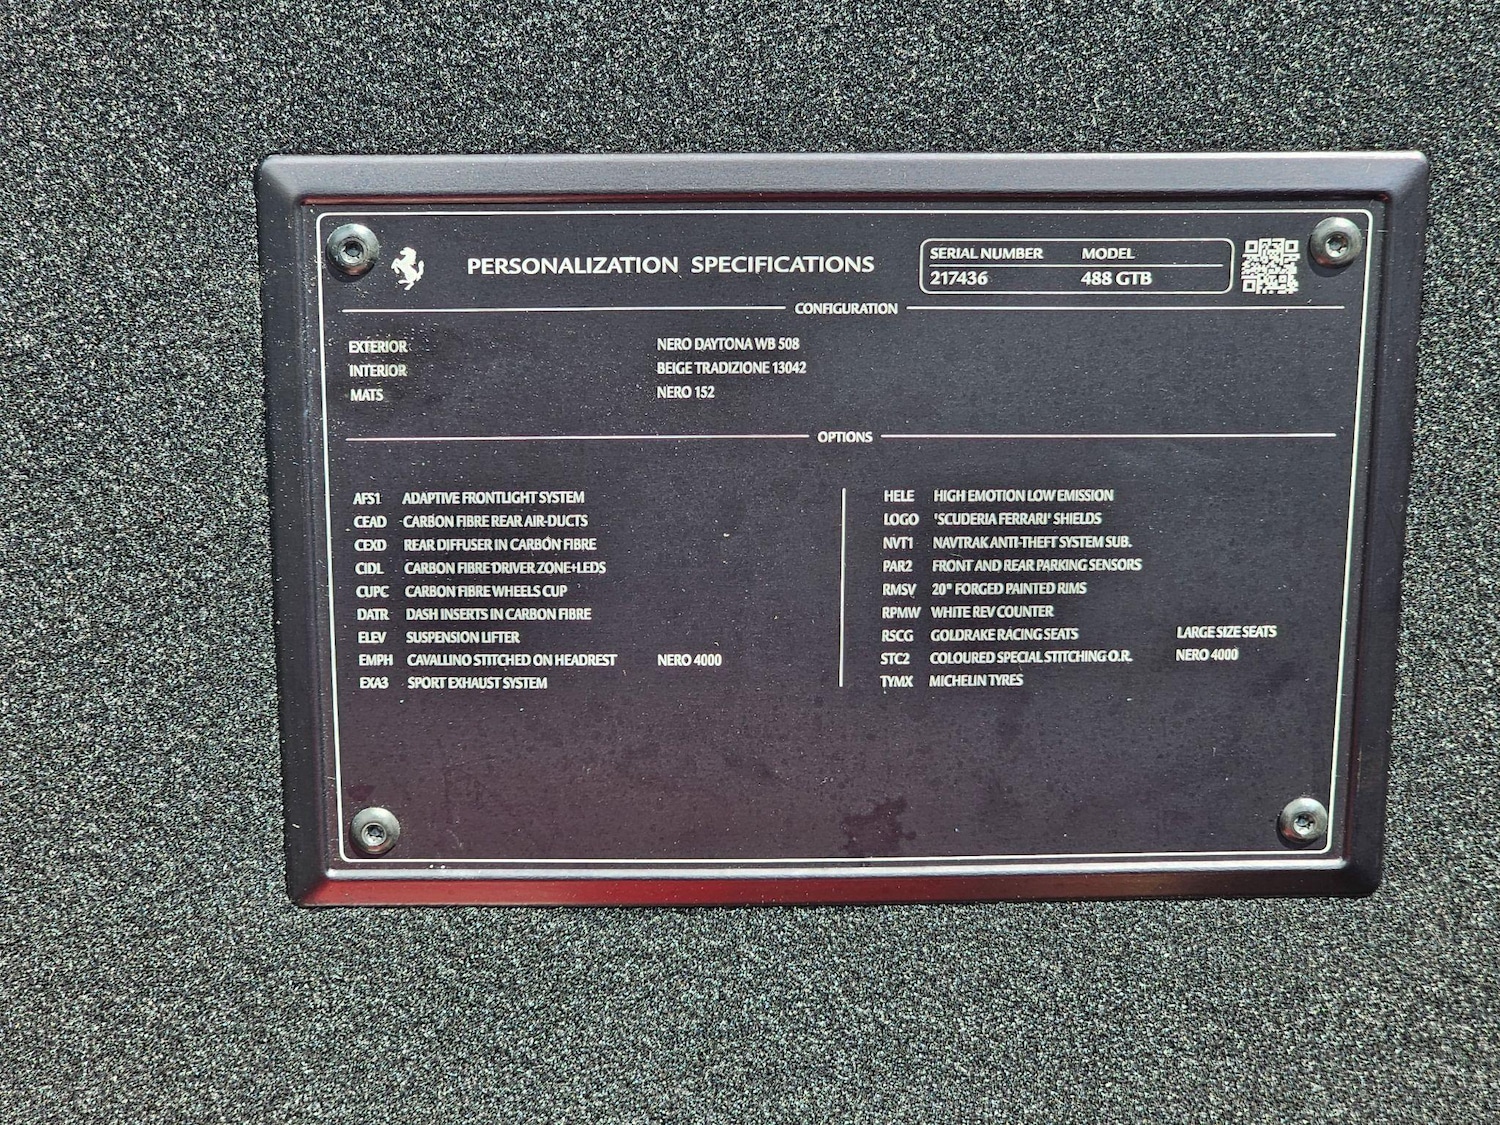 PERSONALIZATION SPECIFICATIONS
SERIAL NUMBER MODEL
217436 488 GTB
CONFIGURATION
EXTERIOR NERO DAYTONA WB 508
INTERIOR BEIGE TRADIZIONE 13042
MATS NERO 152
OPTIONS
AFS1 ADAPTIVE FRONTLIGHT SYSTEM
CEAD CARBON FIBRE REAR AIR-DUCTS
CEXD REAR DIFFUSER IN CARBON FIBRE
CIDL CARBON FIBRE DRIVER ZONE+LEDS
CUPC CARBON FIBRE WHEELS CUP
DATR DASH INSERTS IN CARBON FIBRE
ELEV SUSPENSION LIFTER
EMPH CAVALLINO STITCHED ON HEADREST NERO 4000
EXA3 SPORT EXHAUST SYSTEM
HELE HIGH EMOTION LOW EMISSION
LOGO 'SCUDERIA FERRARI' SHIELDS
NVT1 NAVTRAK ANTI-THEFT SYSTEM SUB.
PAR2 FRONT AND REAR PARKING SENSORS
RMSV 20" FORGED PAINTED RIMS
RPMW WHITE REV COUNTER
RSCG GOLDRAKE RACING SEATS LARGE SIZE SEATS
STC2 COLOURED SPECIAL STITCHING O.R. NERO 4000
TYMX MICHELIN TYRES